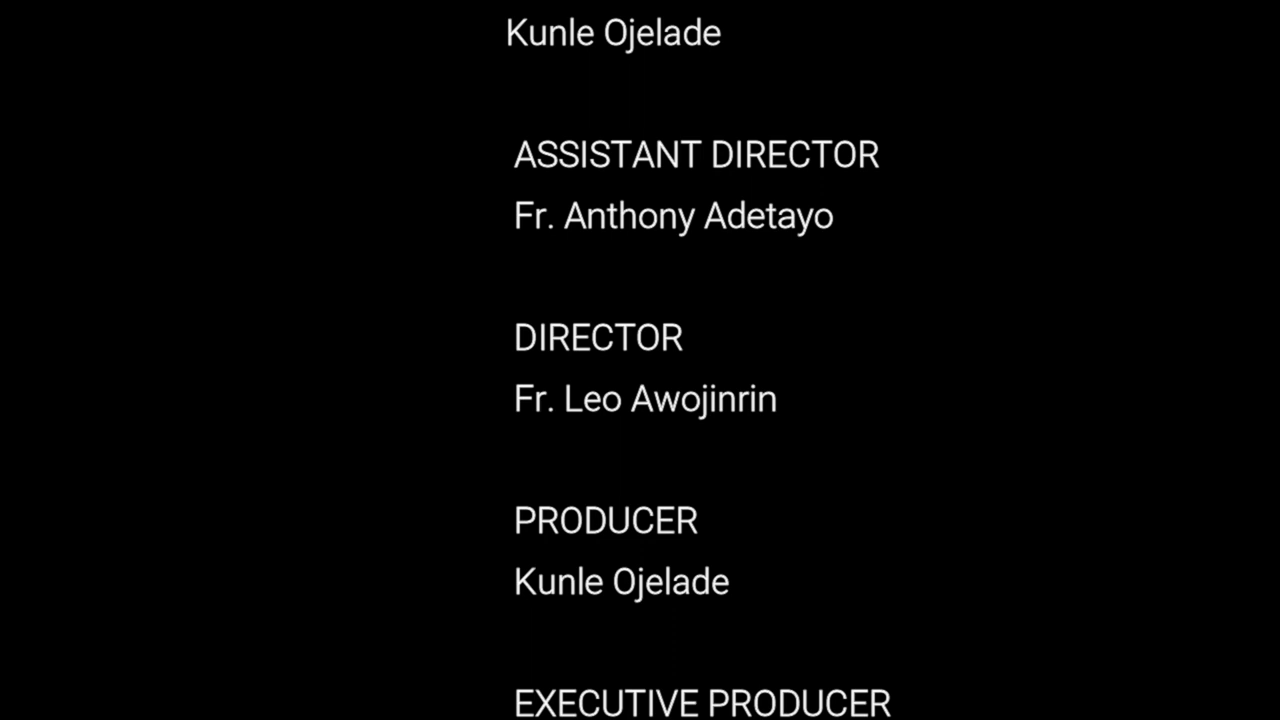 Kunle Ojelade
ASSISTANT DIRECTOR
Fr. Anthony Adetayo
DIRECTOR
Fr. Leo Awojinrin
PRODUCER
Kunle Ojelade
EXECUTIVE PRODUCER